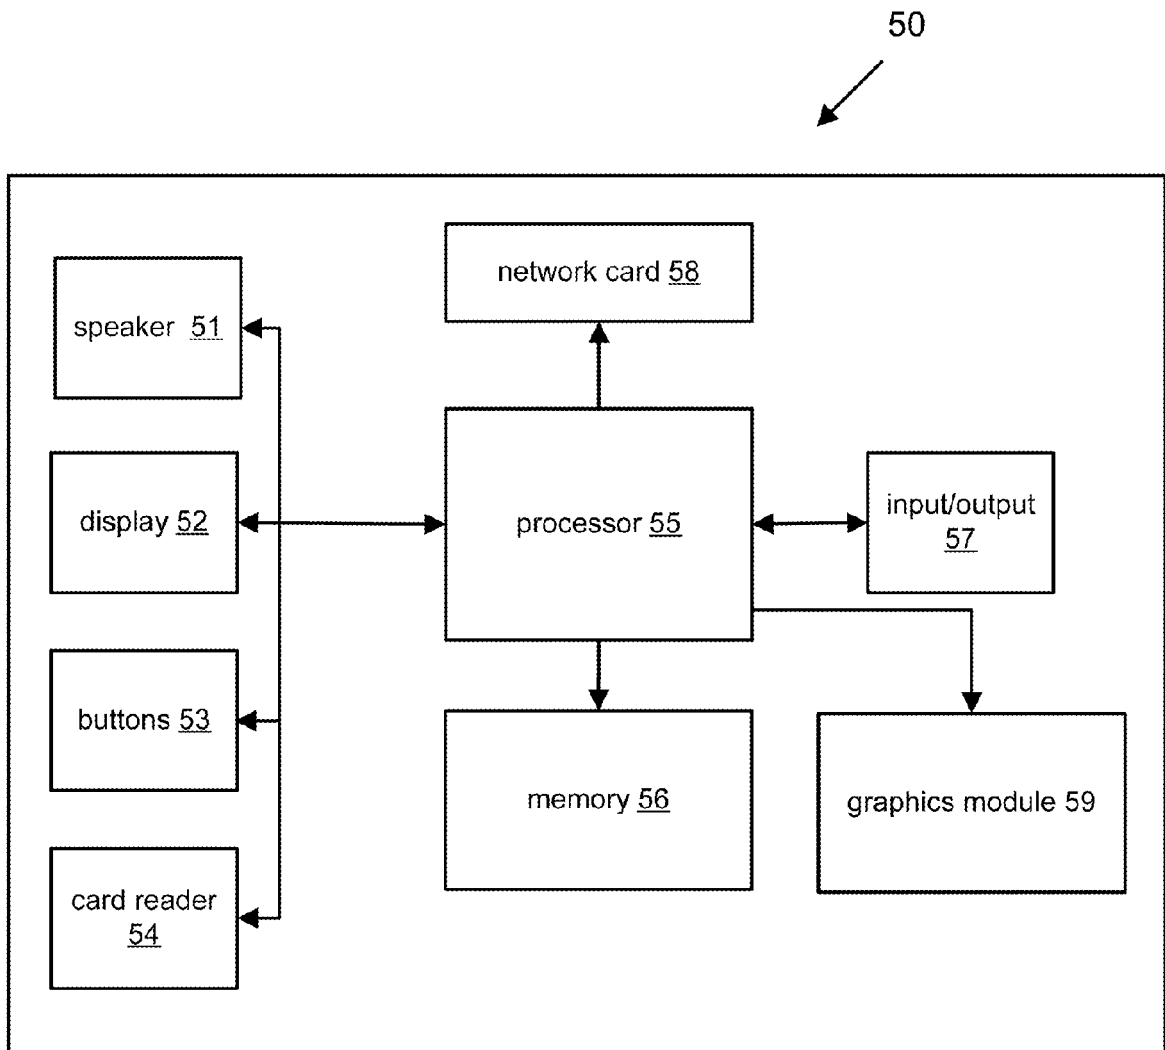 50
network card 58
speaker 51
display 52
processor 55
input/output
57
buttons 53
memory 56
graphics module 59
card reader
54